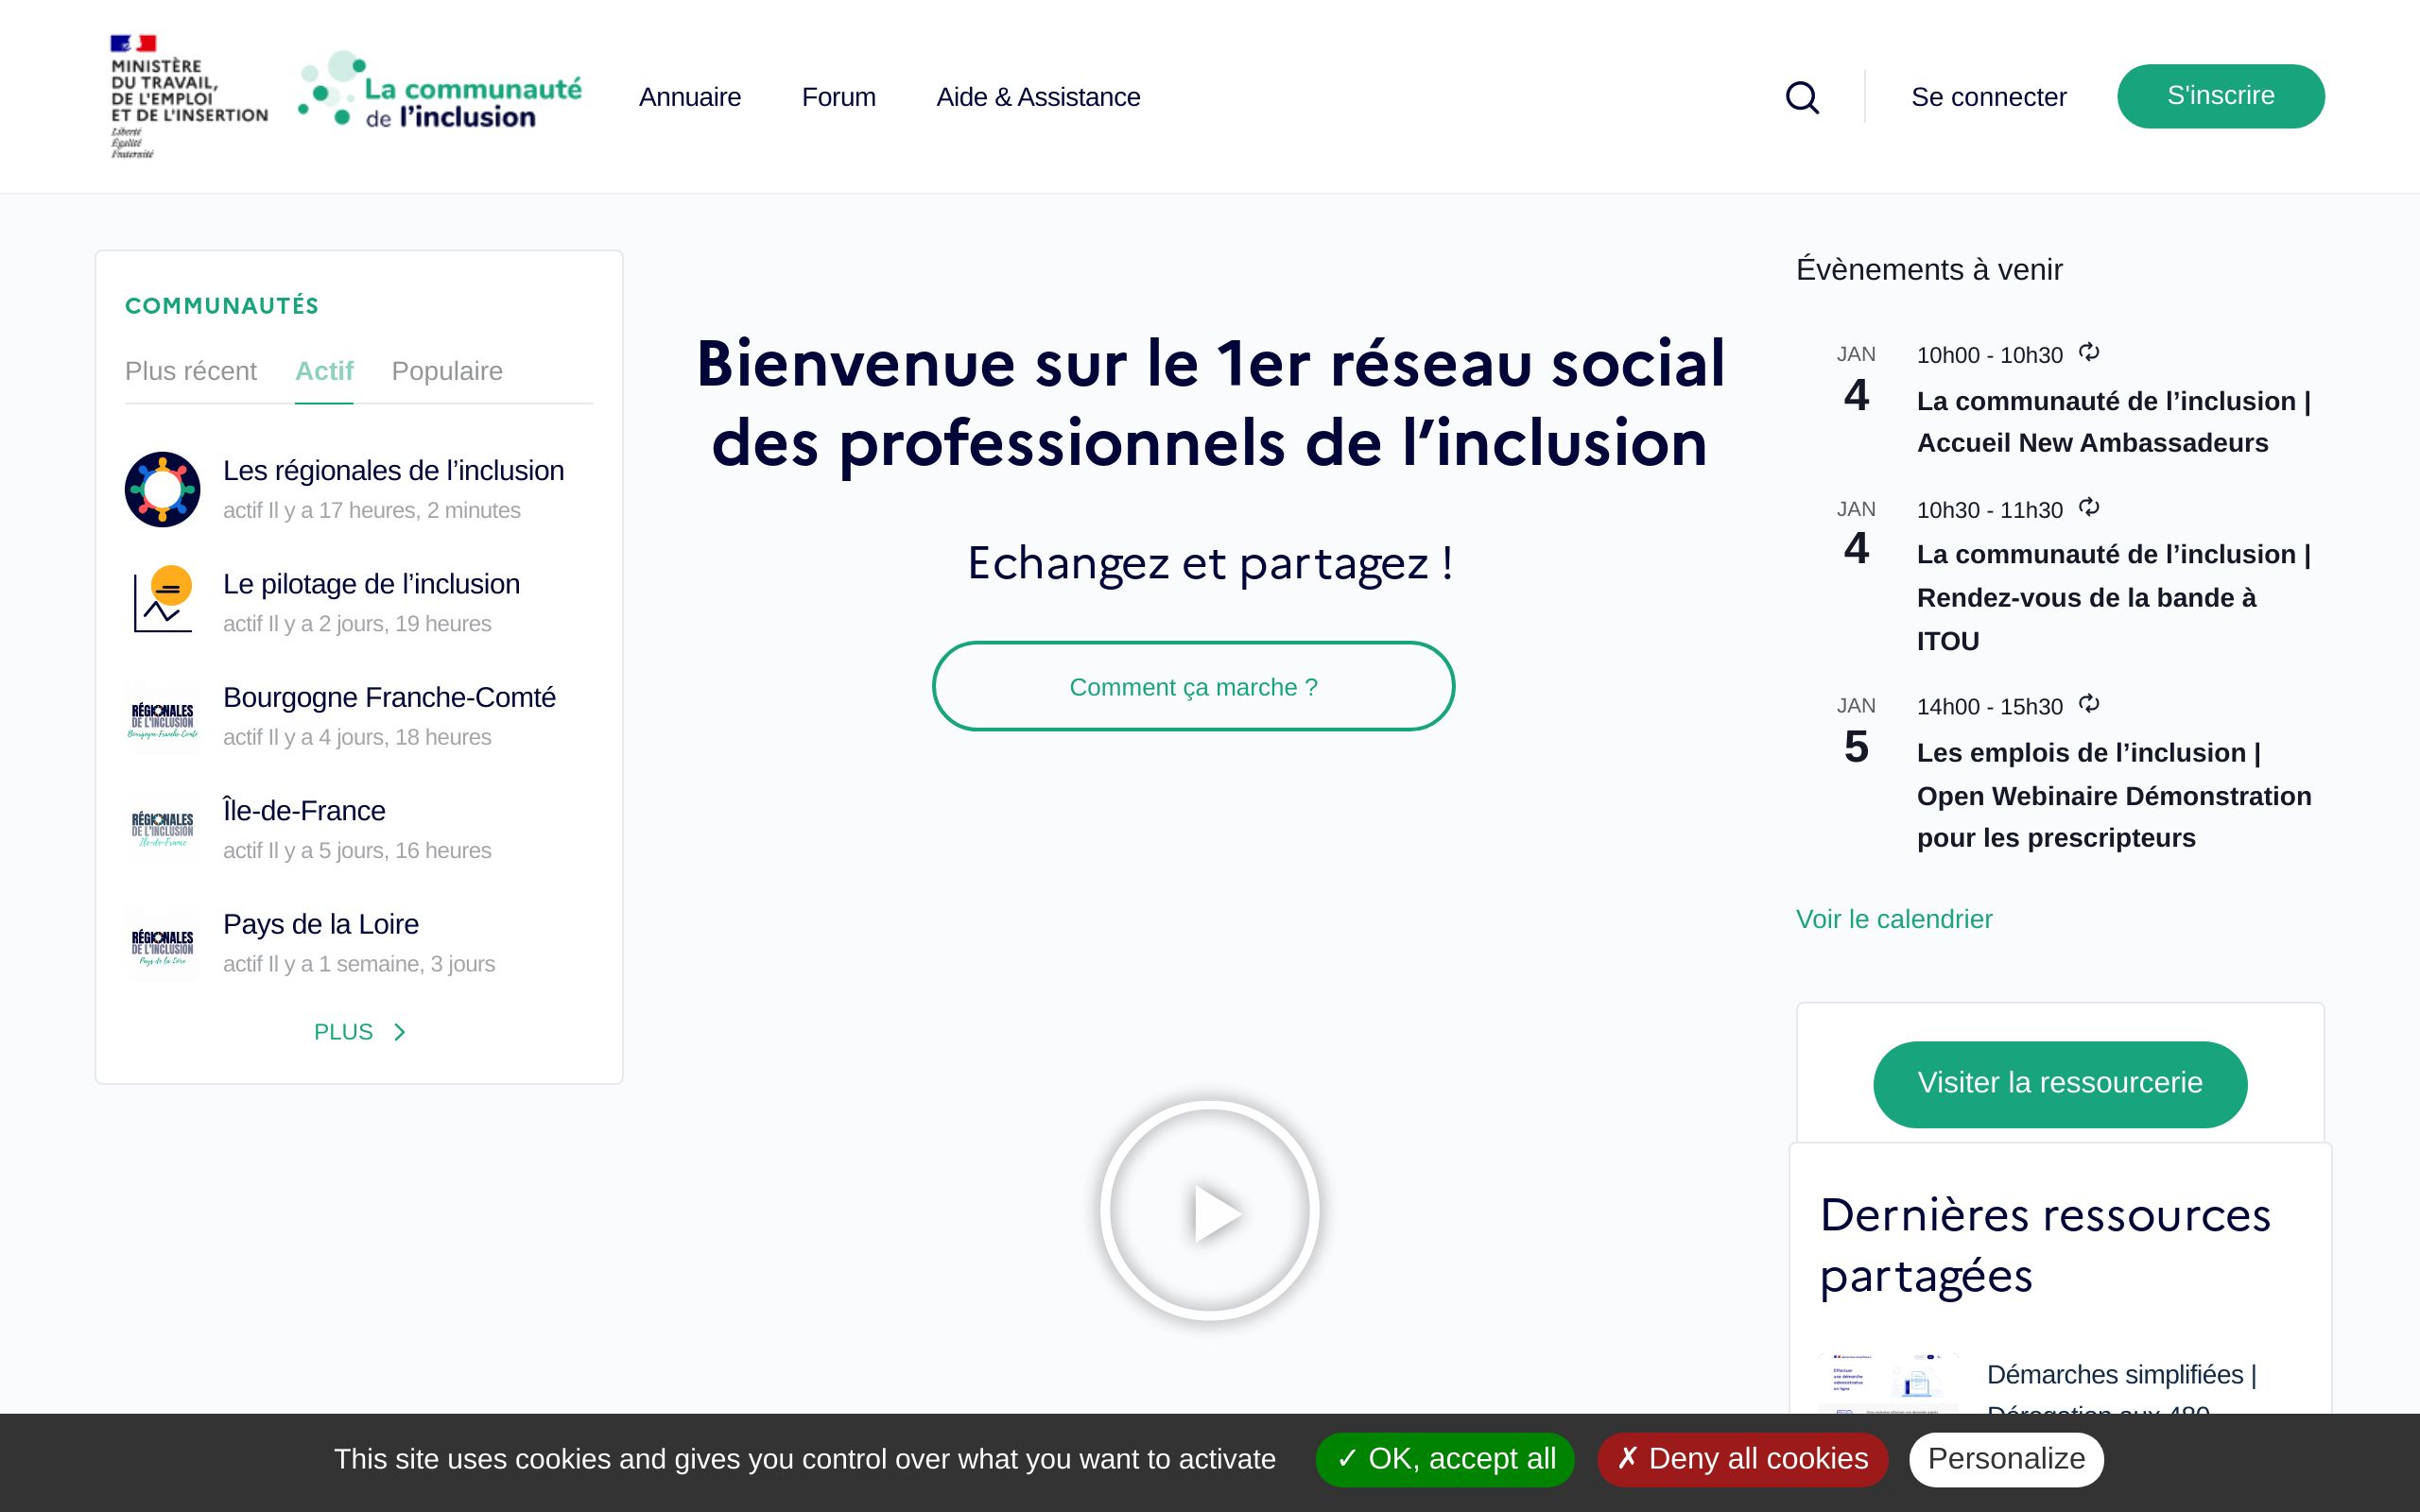 MINISTÈRE
DU TRAVAIL,
DE L'EMPLOI
ET DE L'INSERTION
Liberté
Égalité
Fraternité
La communauté
de l'inclusion
Annuaire
Forum
Aide & Assistance
Se connecter
S'inscrire
COMMUNAUTÉS
Plus récent
Actif
Populaire
Les régionales de l’inclusion
actif Il y a 17 heures, 2 minutes
Le pilotage de l’inclusion
actif Il y a 2 jours, 19 heures
RÉGIONALES
DE L'INCLUSION
Bourgogne-Franche-Comté
Bourgogne Franche-Comté
actif Il y a 4 jours, 18 heures
RÉGIONALES
DE L'INCLUSION
Île-de-France
Île-de-France
actif Il y a 5 jours, 16 heures
RÉGIONALES
DE L'INCLUSION
Pays de la Loire
Pays de la Loire
actif Il y a 1 semaine, 3 jours
PLUS
Bienvenue sur le 1er réseau social
des professionnels de l’inclusion
Echangez et partagez !
Comment ça marche ?
Évènements à venir
JAN
4
10h00 - 10h30
La communauté de l’inclusion |
Accueil New Ambassadeurs
JAN
4
10h30 - 11h30
La communauté de l’inclusion |
Rendez-vous de la bande à
ITOU
JAN
5
14h00 - 15h30
Les emplois de l’inclusion |
Open Webinaire Démonstration
pour les prescripteurs
Voir le calendrier
Visiter la ressourcerie
Dernières ressources
partagées
Effectuer
une démarche
administrative
en ligne
Démarches simplifiées |
Dérogation aux 480
This site uses cookies and gives you control over what you want to activate
✓ OK, accept all
✗ Deny all cookies
Personalize